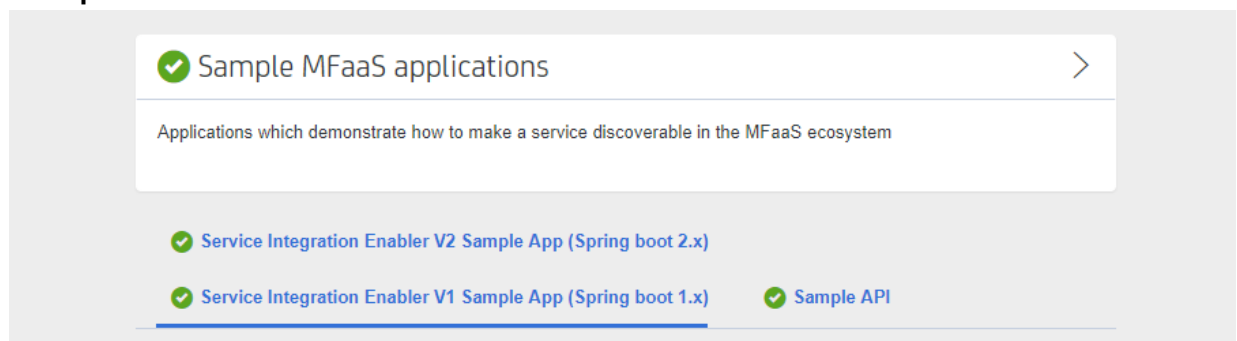 Sample MFaaS applications
Applications which demonstrate how to make a service discoverable in the MFaaS ecosystem
Service Integration Enabler V2 Sample App (Spring boot 2.x)
Service Integration Enabler V1 Sample App (Spring boot 1.x) Sample API